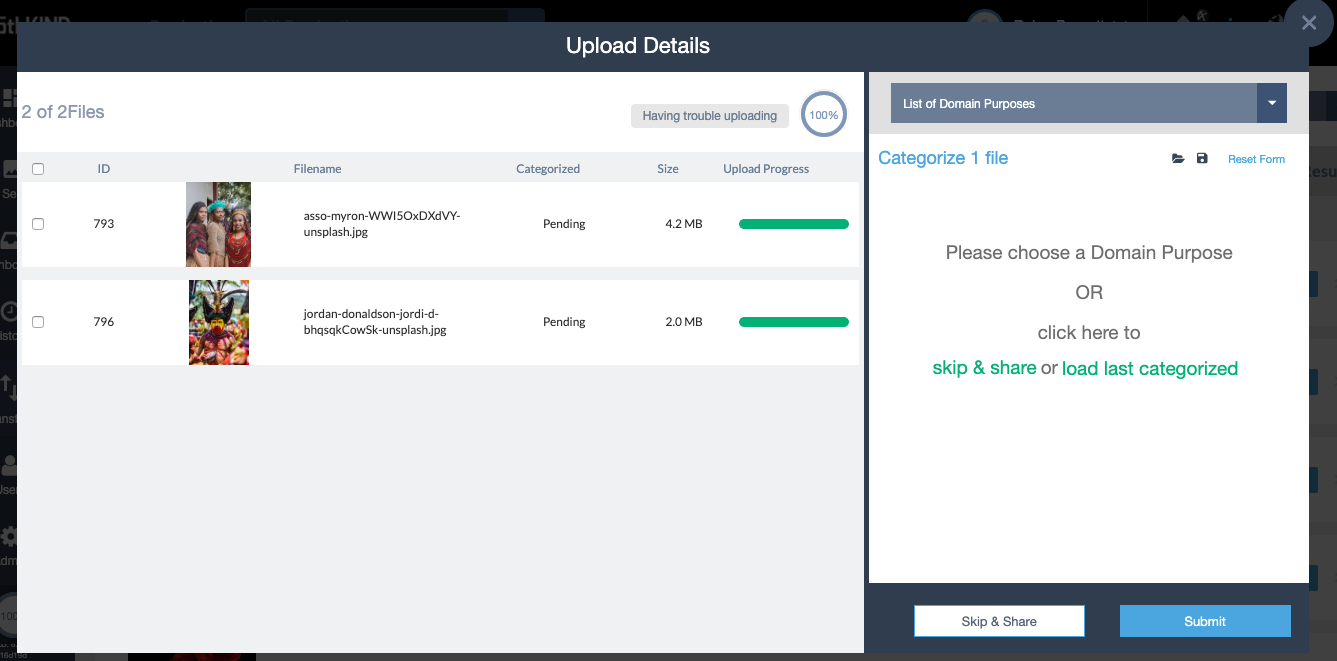 Upload Details
2 of 2Files
Having trouble uploading
100%
List of Domain Purposes
ID
Filename
Categorized
Size
Upload Progress
793
asso-myron-WWI5OxDXdVY-
unsplash.jpg
Pending
4.2 MB
796
jordan-donaldson-jordi-d-
bhqsqkCowSk-unsplash.jpg
Pending
2.0 MB
Categorize 1 file
Reset Form
Please choose a Domain Purpose
OR
click here to
skip & share or load last categorized
Skip & Share
Submit